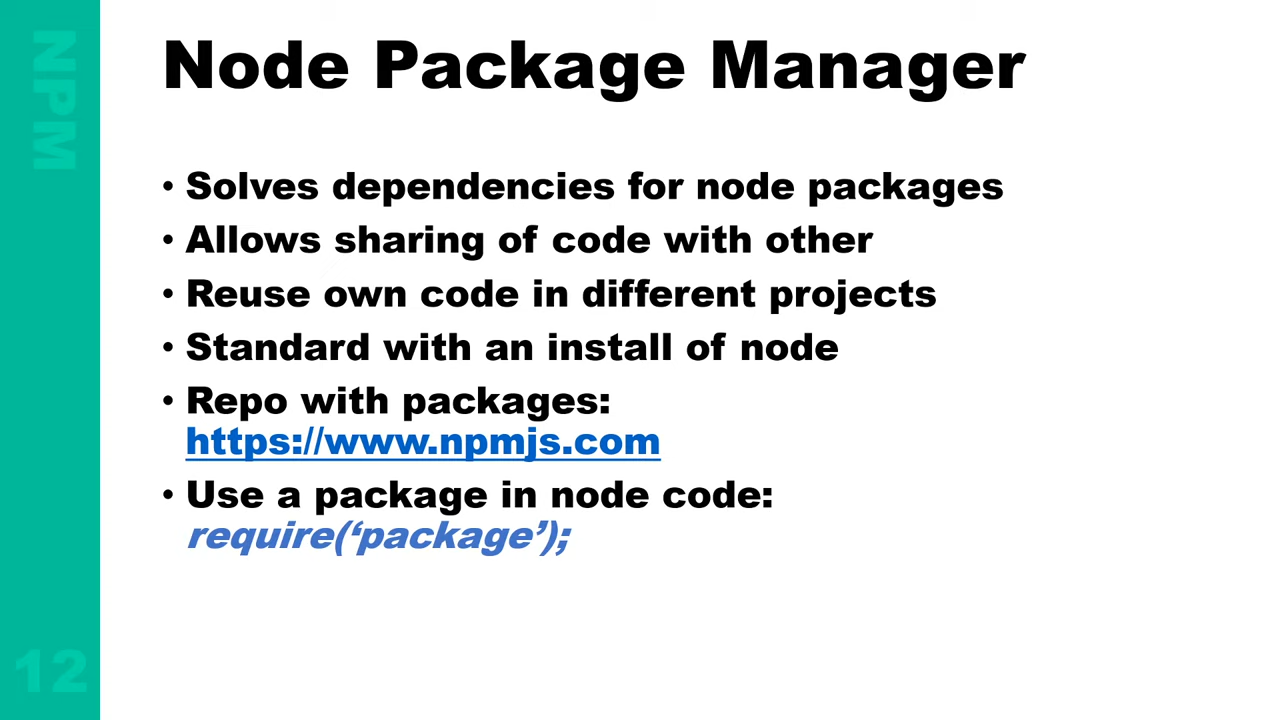 NPM
Node Package Manager
• Solves dependencies for node packages
• Allows sharing of code with other
• Reuse own code in different projects
• Standard with an install of node
• Repo with packages:
https://www.npmjs.com
• Use a package in node code:
require(‘package’);
12